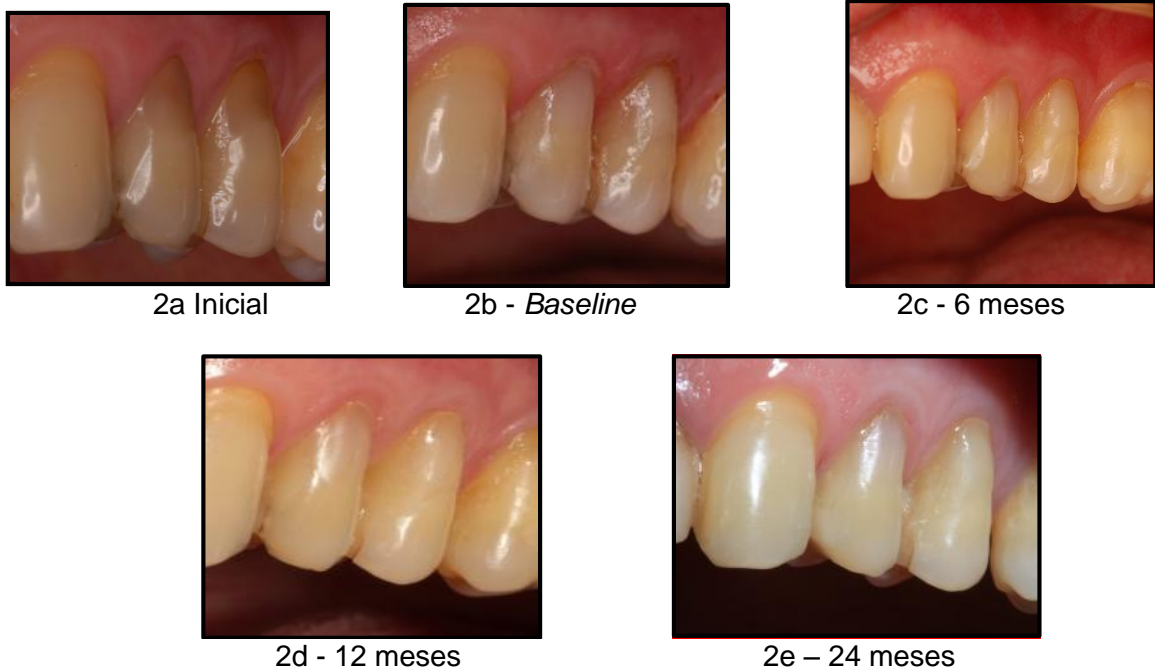 2a Inicial
2b - Baseline
2c - 6 meses
2d - 12 meses
2e – 24 meses